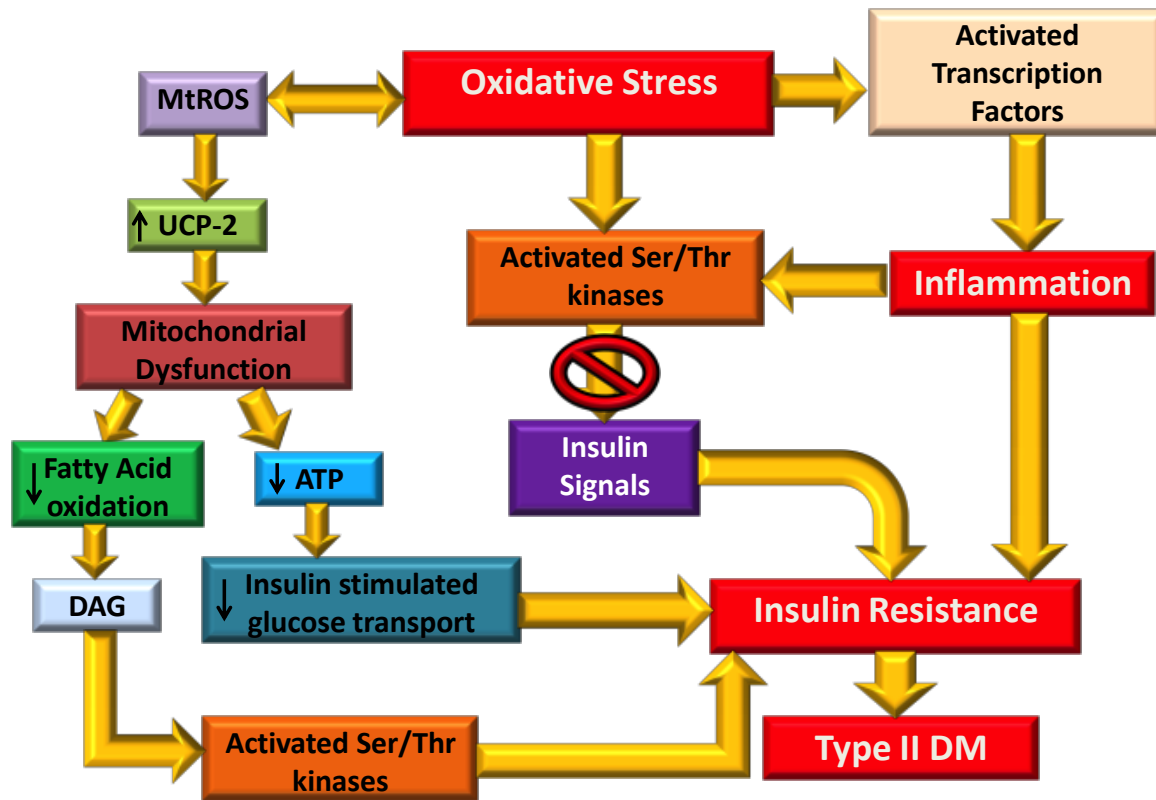 Oxidative Stress
Activated
Transcription
Factors
MtROS
↑ UCP-2
Activated Ser/Thr
kinases
Inflammation
Mitochondrial
Dysfunction
↓ Fatty Acid
oxidation
↓ ATP
Insulin
Signals
DAG
↓ Insulin stimulated
glucose transport
Insulin Resistance
Activated Ser/Thr
kinases
Type II DM